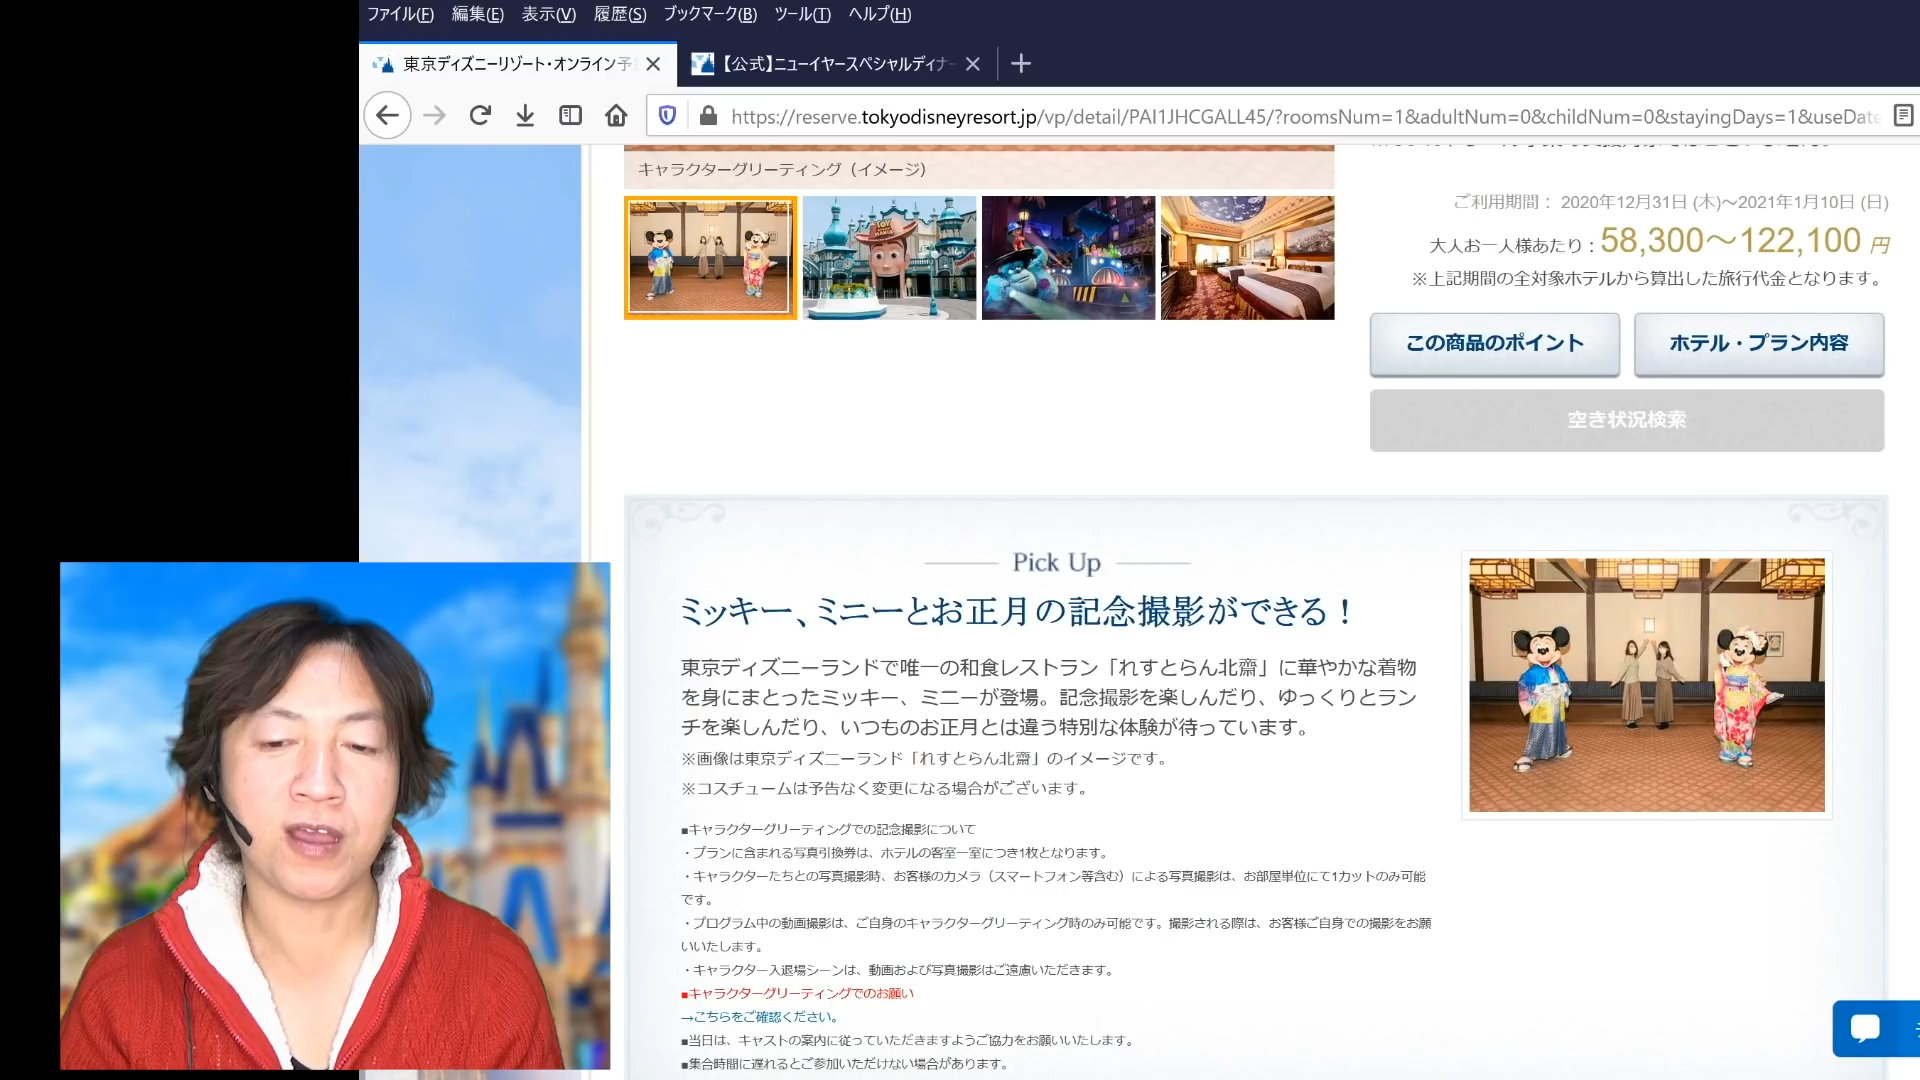 ファイル(F) 編集(E) 表示(V) 履歴(S) ブックマーク(B) ツール(T) ヘルプ(H)
東京ディズニーリゾート・オンライン予
【公式】ニューイヤースペシャルディナー
https://reserve.tokyodisneyresort.jp/vp/detail/PAI1JHCGALL45/?roomsNum=1&adultNum=0&childNum=0&stayingDays=1&useDate
キャラクターグリーティング（イメージ）
ご利用期間： 2020年12月31日 (木)～2021年1月10日 (日)
大人お一人様あたり：58,300～122,100 円
※上記期間の全対象ホテルから算出した旅行代金となります。
この商品のポイント
ホテル・プラン内容
空き状況検索
Pick Up
ミッキー、ミニーとお正月の記念撮影ができる！
東京ディズニーランドで唯一の和食レストラン「れすとらん北齋」に華やかな着物
を身にまとったミッキー、ミニーが登場。記念撮影を楽しんだり、ゆっくりとラン
チを楽しんだり、いつものお正月とは違う特別な体験が待っています。
※画像は東京ディズニーランド「れすとらん北齋」のイメージです。
※コスチュームは予告なく変更になる場合がございます。
■キャラクターグリーティングでの記念撮影について
・プランに含まれる写真引換券は、ホテルの客室一室につき1枚となります。
・キャラクターたちとの写真撮影時、お客様のカメラ（スマートフォン等含む）による写真撮影は、お部屋単位にて1カットのみ可能
です。
・プログラム中の動画撮影は、ご自身のキャラクターグリーティング時のみ可能です。撮影される際は、お客様ご自身での撮影をお願
いいたします。
・キャラクター入退場シーンは、動画および写真撮影はご遠慮いただきます。
■キャラクターグリーティングでのお願い
→こちらをご確認ください。
■当日は、キャストの案内に従っていただきますようご協力をお願いいたします。
■集合時間に遅れるとご参加いただけない場合があります。